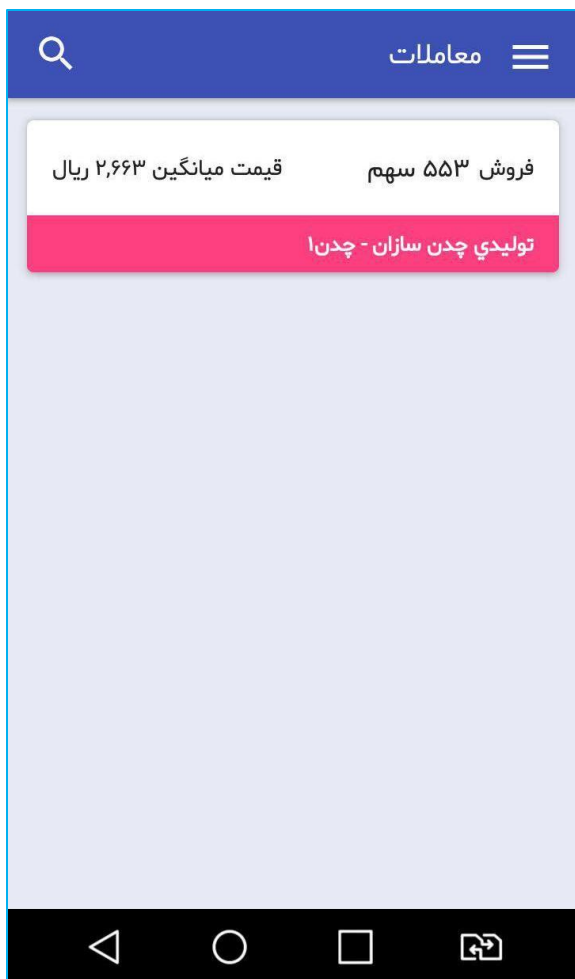 معاملات
فروش ۵۵۳ سهم قیمت میانگین ۲,۶۶۳ ریال
توليدي چدن سازان - چدن۱